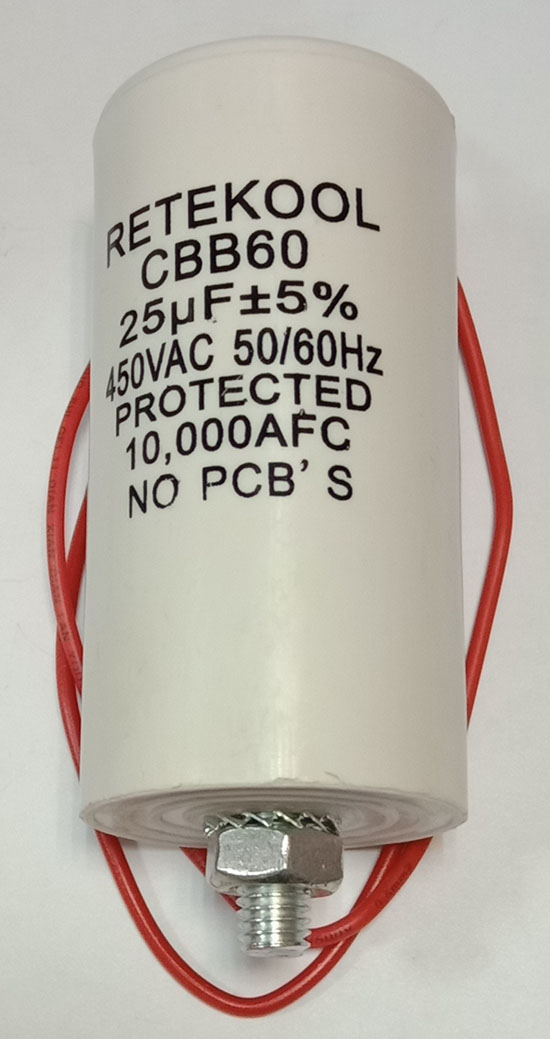 RETEKOOL
CBB60
25µF±5%
450VAC 50/60Hz
PROTECTED
10,000AFC
NO PCB'S